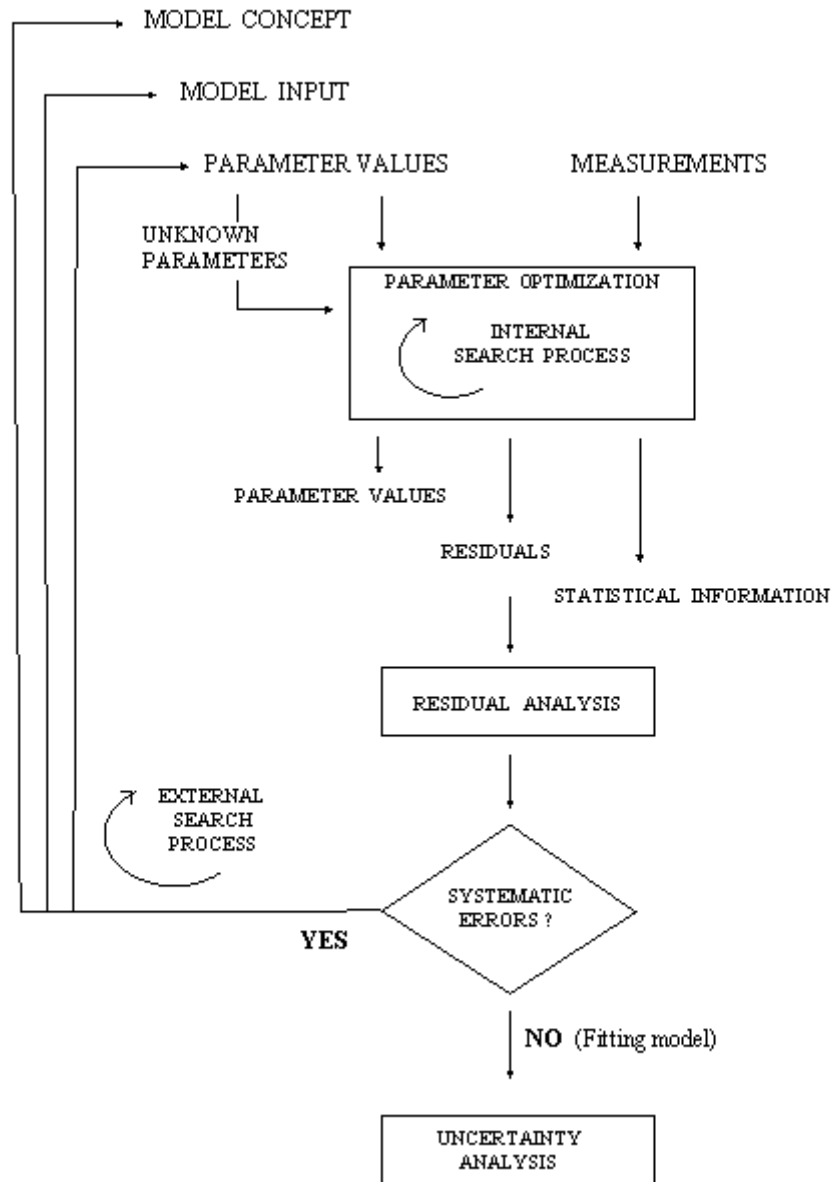 MODEL CONCEPT
MODEL INPUT
PARAMETER VALUES
MEASUREMENTS
UNKNOWN
PARAMETERS
PARAMETER OPTIMIZATION
INTERNAL
SEARCH PROCESS
PARAMETER VALUES
RESIDUALS
STATISTICAL INFORMATION
RESIDUAL ANALYSIS
EXTERNAL
SEARCH
PROCESS
SYSTEMATIC
ERRORS ?
YES
NO (Fitting model)
UNCERTAINTY
ANALYSIS